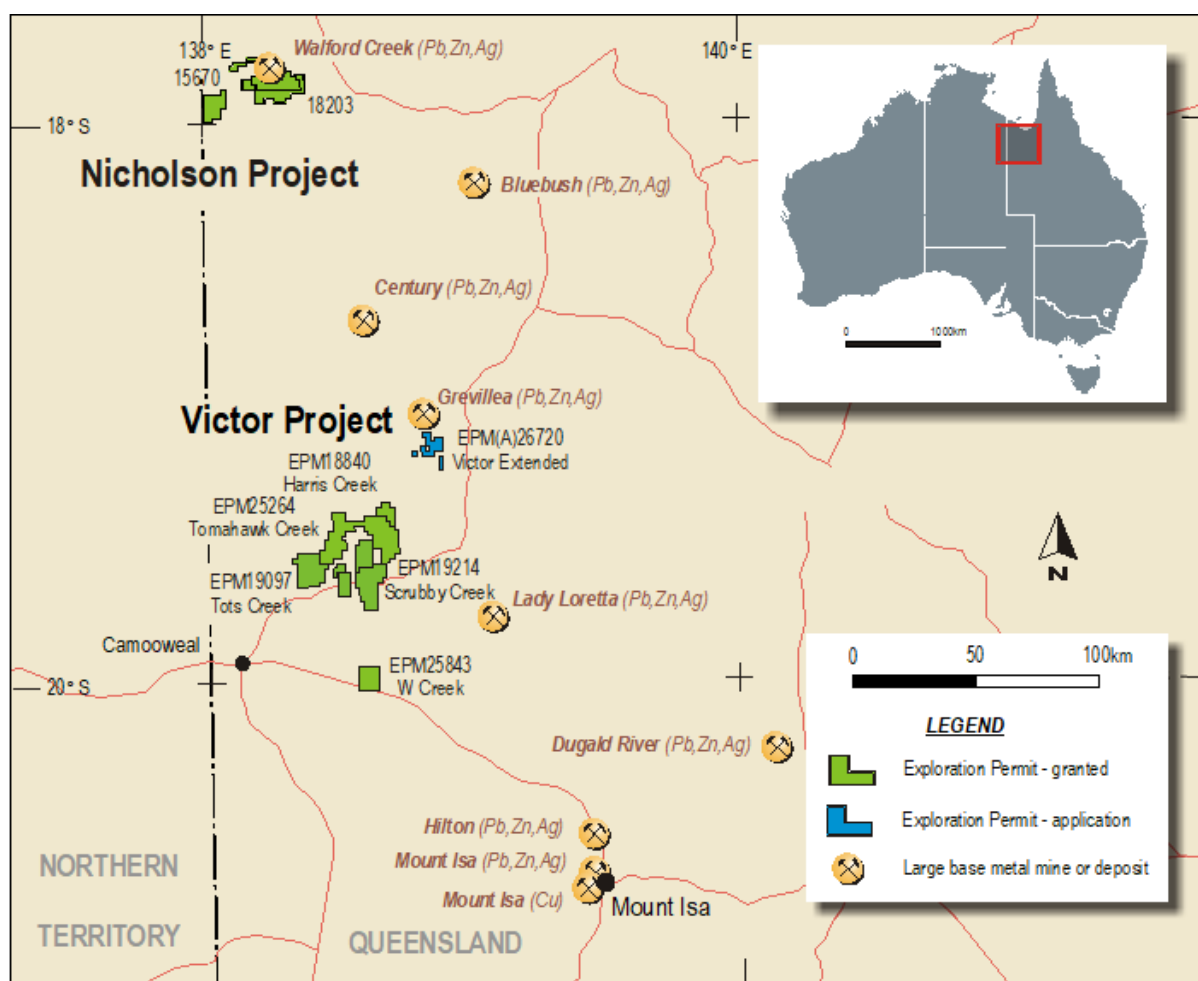 138° E
Walford Creek (Pb,Zn,Ag)
140° E
15670
18203
18° S
Nicholson Project
Bluebush (Pb,Zn,Ag)
Century (Pb,Zn,Ag)
0
1000km
Grevillea (Pb,Zn,Ag)
Victor Project
EPM(A)26720
Victor Extended
EPM18840
Harris Creek
EPM25264
Tomahawk Creek
EPM19097
Tots Creek
EPM19214
Scrubby Creek
N
Lady Loretta (Pb,Zn,Ag)
Camooweal
EPM25843
W Creek
20° S
Dugald River (Pb,Zn,Ag)
Hilton (Pb,Zn,Ag)
Mount Isa (Pb,Zn,Ag)
Mount Isa (Cu)
Mount Isa
NORTHERN
TERRITORY
QUEENSLAND
0
50
100km
LEGEND
Exploration Permit - granted
Exploration Permit - application
Large base metal mine or deposit